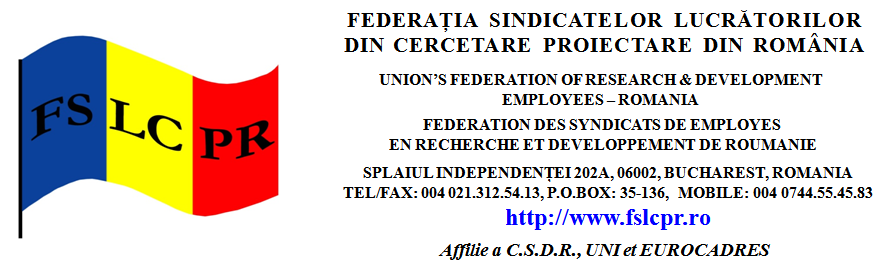 FS LC PR
FEDERAȚIA SINDICATELOR LUCRĂTORILOR
DIN CERCETARE PROIECTARE DIN ROMÂNIA
UNION'S FEDERATION OF RESEARCH & DEVELOPMENT
EMPLOYEES – ROMANIA
FEDERATION DES SYNDICATS DE EMPLOYES
EN RECHERCHE ET DEVELOPPEMENT DE ROUMANIE
SPLAIUL INDEPENDENȚEI 202A, 06002, BUCHAREST, ROMANIA
TEL/FAX: 004 021.312.54.13, P.O.BOX: 35-136, MOBILE: 004 0744.55.45.83
http://www.fslcpr.ro
Affilie a C.S.D.R., UNI et EUROCADRES